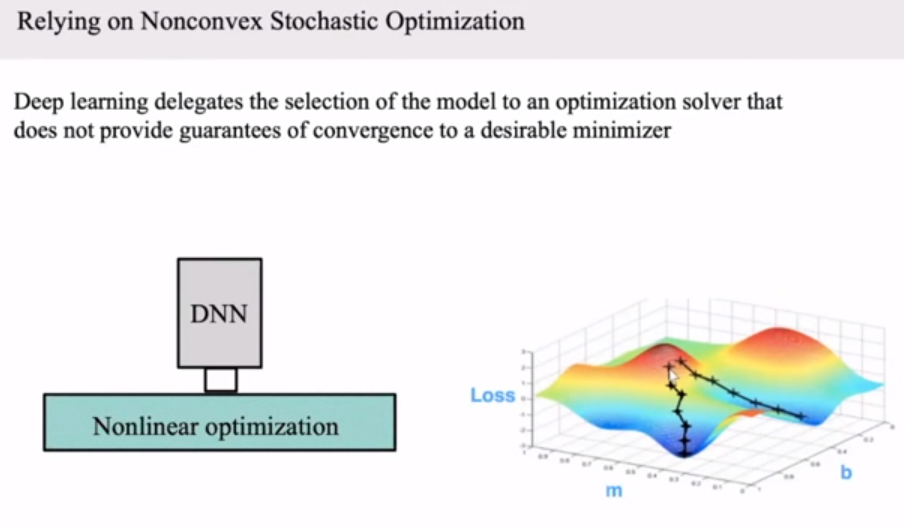 Relying on Nonconvex Stochastic Optimization
Deep learning delegates the selection of the model to an optimization solver that
does not provide guarantees of convergence to a desirable minimizer
DNN
Nonlinear optimization
Loss
m
b